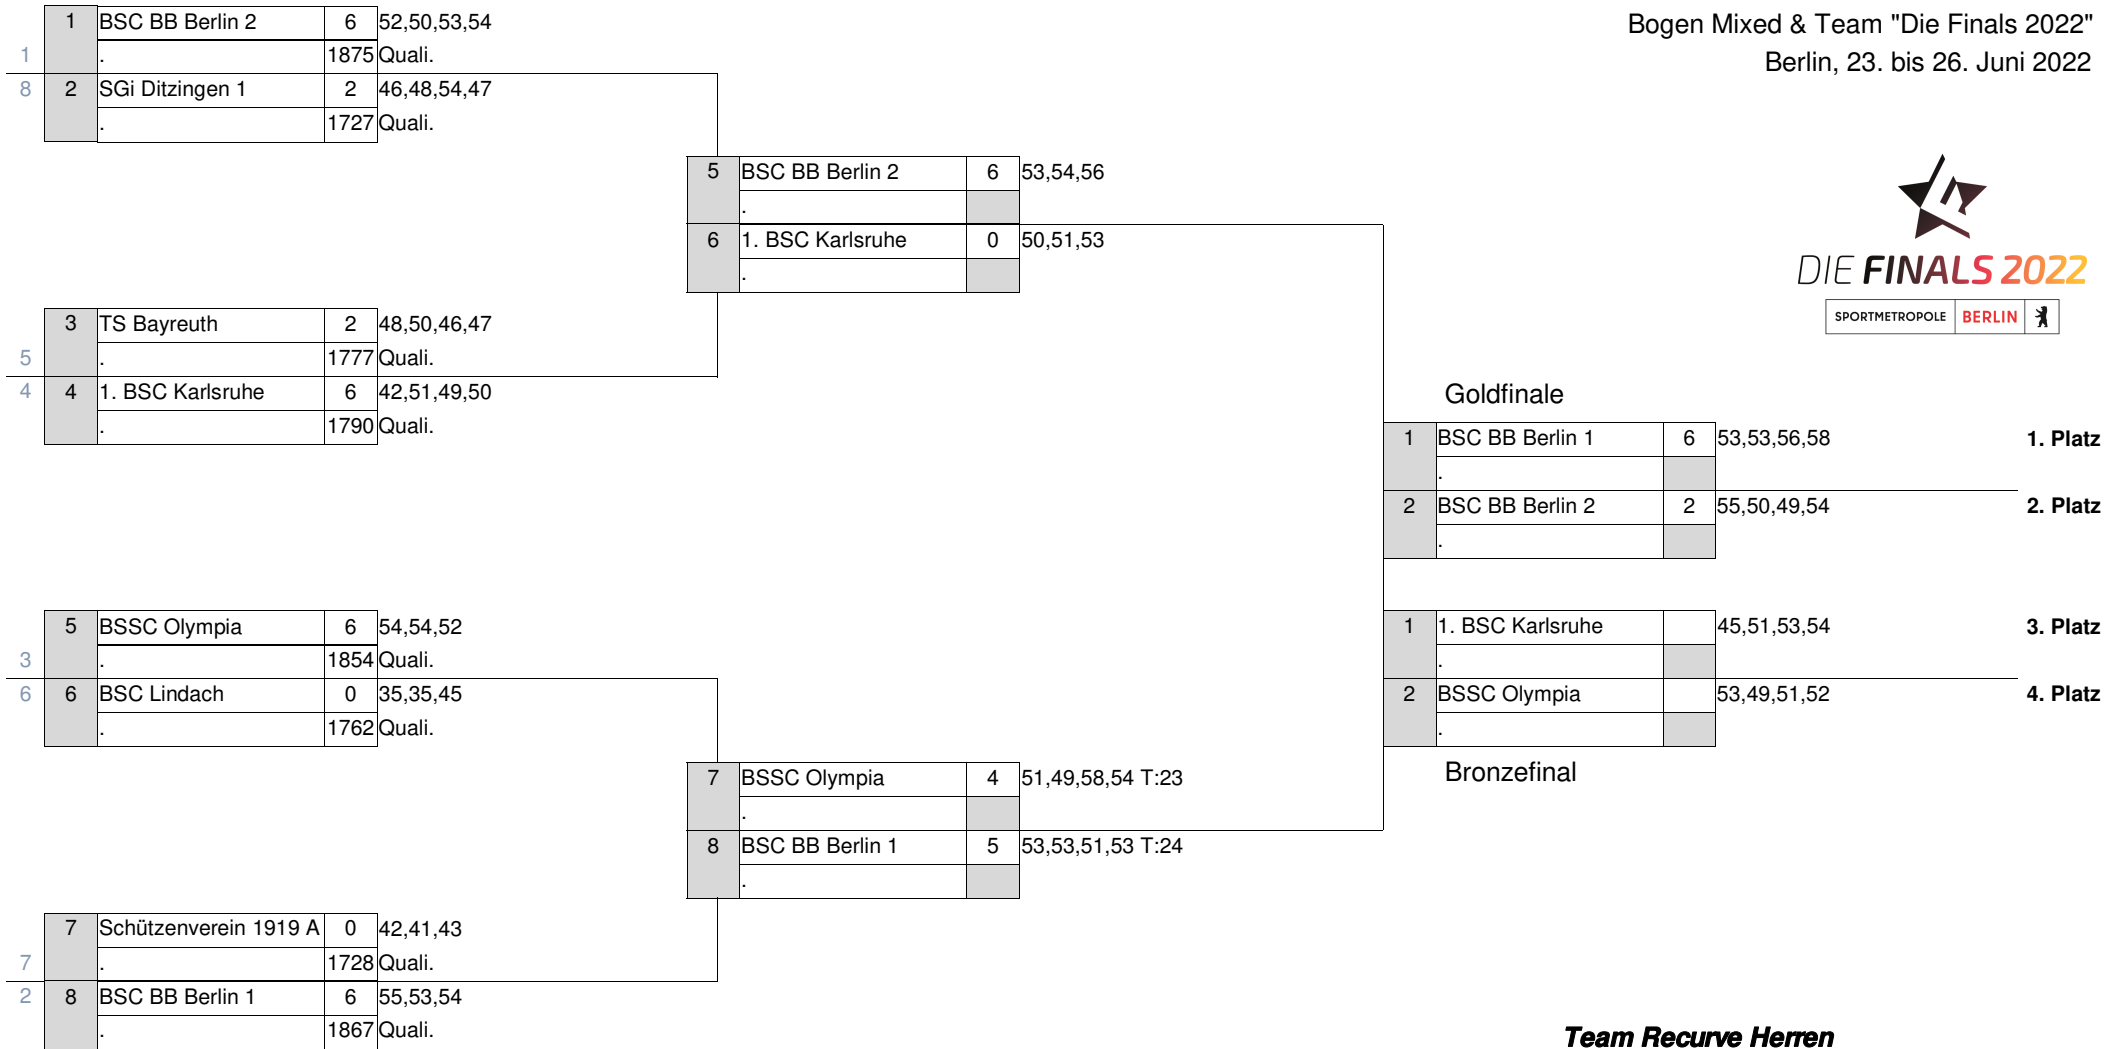 Bogen Mixed & Team "Die Finals 2022"
Berlin, 23. bis 26. Juni 2022
1 BSC BB Berlin 2 6 52,50,53,54
1 . 1875 Quali.
8 2 SGi Ditzingen 1 2 46,48,54,47
. 1727 Quali.
5 BSC BB Berlin 2 6 53,54,56
.
6 1. BSC Karlsruhe 0 50,51,53
.
DIE FINALS 2022
SPORTMETROPOLE BERLIN
3 TS Bayreuth 2 48,50,46,47
5 . 1777 Quali.
4 4 1. BSC Karlsruhe 6 42,51,49,50
. 1790 Quali.
Goldfinale
1 BSC BB Berlin 1 6 53,53,56,58 1. Platz
.
2 BSC BB Berlin 2 2 55,50,49,54 2. Platz
.
5 BSSC Olympia 6 54,54,52
3 . 1854 Quali.
6 6 BSC Lindach 0 35,35,45
. 1762 Quali.
1 1. BSC Karlsruhe 45,51,53,54 3. Platz
.
2 BSSC Olympia 53,49,51,52 4. Platz
.
Bronzefinal
7 BSSC Olympia 4 51,49,58,54 T:23
.
8 BSC BB Berlin 1 5 53,53,51,53 T:24
.
7 Schützenverein 1919 A 0 42,41,43
7 . 1728 Quali.
2 8 BSC BB Berlin 1 6 55,53,54
. 1867 Quali.
Team Recurve Herren